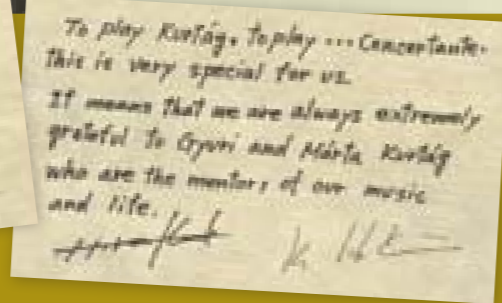 To play Kurtág. To play ... Concertante.
this is very special for us.
It means that we are always extremely
grateful to Gyuri and Márta Kurtág
who are the mentors of our music
and life.